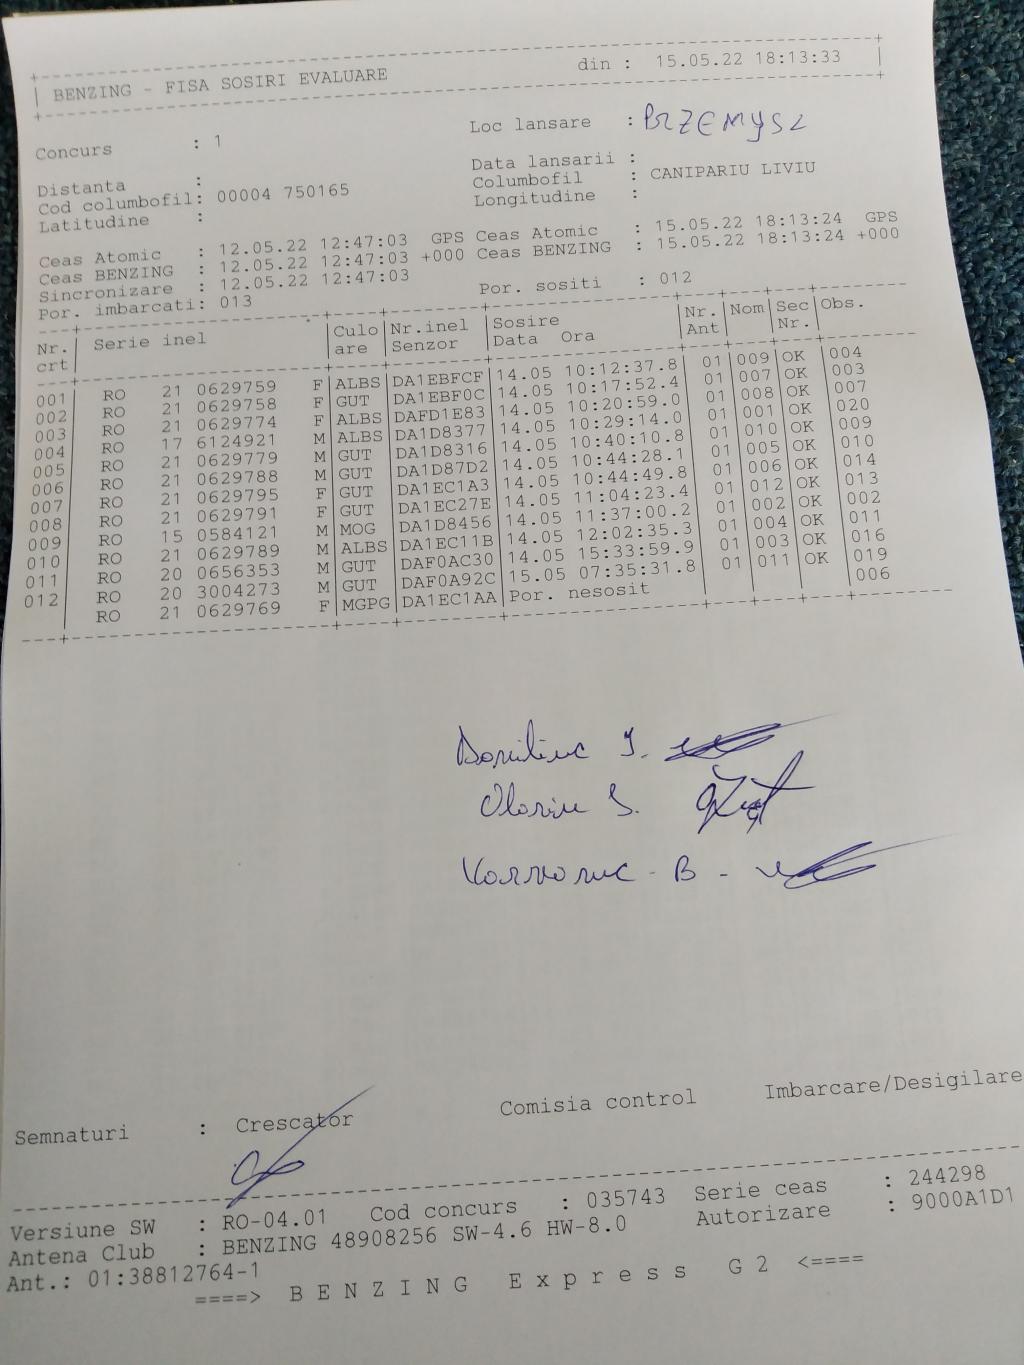 BENZING - FISA SOSIRI EVALUARE din : 15.05.22 18:13:33
Concurs : 1 Loc lansare : PRZEMYSL
Distanta : Data lansarii :
Cod columbofil: 00004 750165 Columbofil : CANIPARIU LIVIU
Latitudine : Longitudine :
Ceas Atomic : 12.05.22 12:47:03 GPS Ceas Atomic : 15.05.22 18:13:24 GPS
Ceas BENZING : 12.05.22 12:47:03 +000 Ceas BENZING : 15.05.22 18:13:24 +000
Sincronizare : 12.05.22 12:47:03
Por. imbarcati: 013 Por. sositi : 012
Nr. Serie inel Culo Nr.inel Sosire Nr. Nom Sec Obs.
crt are Senzor Data Ora Ant Nr.
001 RO 21 0629759 F ALBS DA1EBFCF 14.05 10:12:37.8 01 009 OK 004
002 RO 21 0629758 F GUT DA1EBF0C 14.05 10:17:52.4 01 007 OK 003
003 RO 21 0629774 F ALBS DAFD1E83 14.05 10:20:59.0 01 008 OK 007
004 RO 17 6124921 M ALBS DA1D8377 14.05 10:29:14.0 01 001 OK 020
005 RO 21 0629779 M GUT DA1D8316 14.05 10:40:10.8 01 010 OK 009
006 RO 21 0629788 M GUT DA1D87D2 14.05 10:44:28.1 01 005 OK 010
007 RO 21 0629795 F GUT DA1EC1A3 14.05 10:44:49.8 01 006 OK 014
008 RO 21 0629791 F GUT DA1EC27E 14.05 11:04:23.4 01 012 OK 013
009 RO 15 0584121 M MOG DA1D8456 14.05 11:37:00.2 01 002 OK 002
010 RO 21 0629789 M ALBS DA1EC11B 14.05 12:02:35.3 01 004 OK 011
011 RO 20 0656353 M GUT DAF0AC30 14.05 15:33:59.9 01 003 OK 016
012 RO 20 3004273 M GUT DAF0A92C 15.05 07:35:31.8 01 011 OK 019
RO 21 0629769 F MGPG DA1EC1AA Por. nesosit 006
J.
S.
B -
Semnaturi : Crescator Comisia control Imbarcare/Desigilare
Versiune SW : RO-04.01 Cod concurs : 035743 Serie ceas : 244298
Antena Club : BENZING 48908256 SW-4.6 HW-8.0 Autorizare : 9000A1D1
Ant.: 01:38812764-1
====> BENZING Express G2 <====